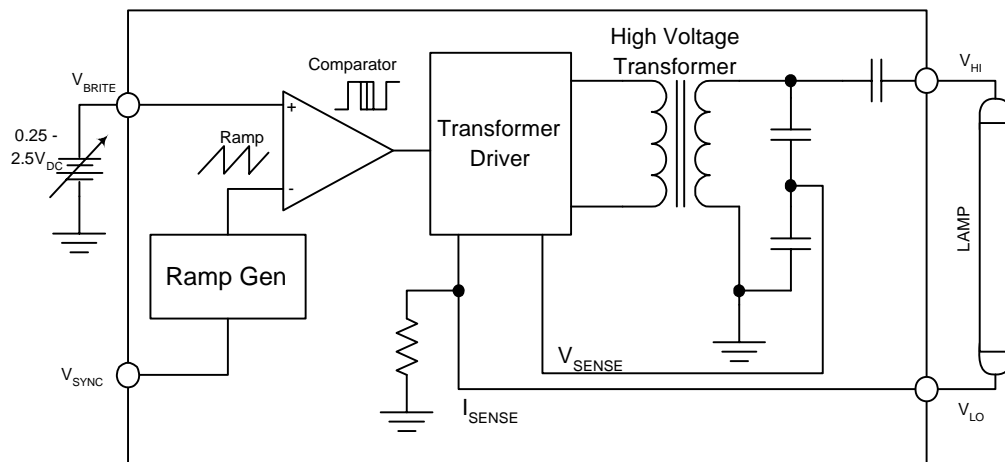 High Voltage
Transformer
V_HI
V_BRITE
Comparator
+
0.25 -
2.5V_DC
Ramp
-
Transformer
Driver
LAMP
Ramp Gen
V_SENSE
V_SYNC
I_SENSE
V_LO